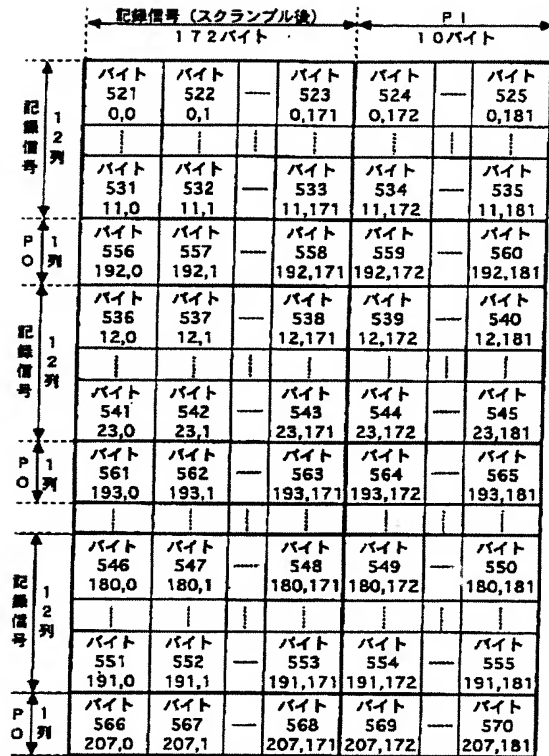 記録信号(スクランブル後) PI
172バイト 10バイト
記録信号 12列
バイト バイト — バイト バイト — バイト
521 522 523 524 525
0,0 0,1 0,171 0,172 0,181
バイト バイト — バイト バイト — バイト
531 532 533 534 535
11,0 11,1 11,171 11,172 11,181
PO 1列
バイト バイト — バイト バイト — バイト
556 557 558 559 560
192,0 192,1 192,171 192,172 192,181
記録信号 12列
バイト バイト — バイト バイト — バイト
536 537 538 539 540
12,0 12,1 12,171 12,172 12,181
バイト バイト — バイト バイト — バイト
541 542 543 544 545
23,0 23,1 23,171 23,172 23,181
PO 1列
バイト バイト — バイト バイト — バイト
561 562 563 564 565
193,0 193,1 193,171 193,172 193,181
記録信号 12列
バイト バイト — バイト バイト — バイト
546 547 548 549 550
180,0 180,1 180,171 180,172 180,181
バイト バイト — バイト バイト — バイト
551 552 553 554 555
191,0 191,1 191,171 191,172 191,181
PO 1列
バイト バイト — バイト バイト — バイト
566 567 568 569 570
207,0 207,1 207,171 207,172 207,181